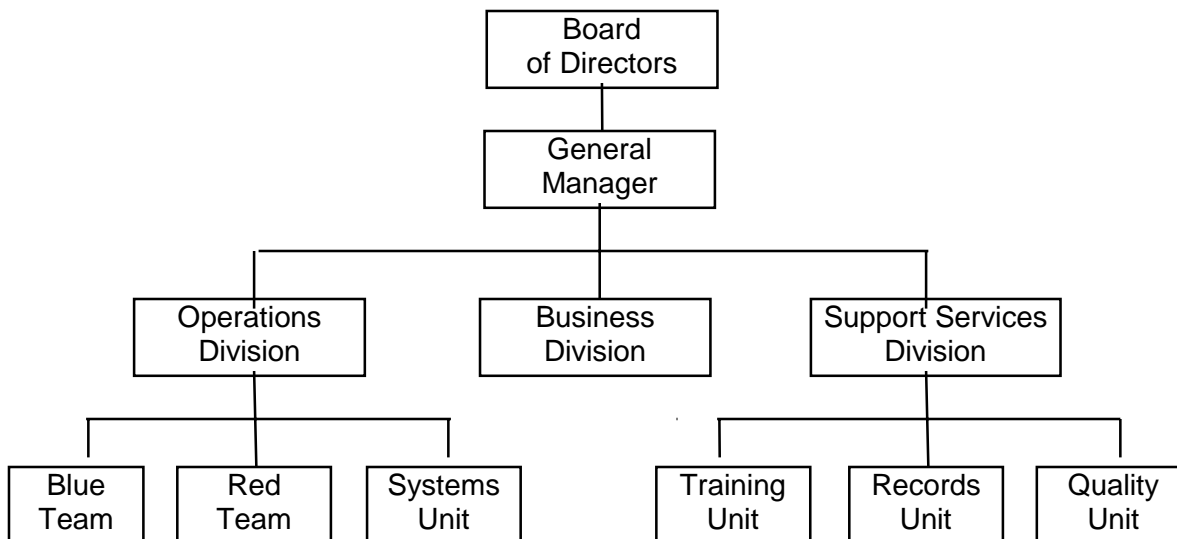 Board
of Directors
General
Manager
Operations
Division
Business
Division
Support Services
Division
Blue
Team
Red
Team
Systems
Unit
Training
Unit
Records
Unit
Quality
Unit